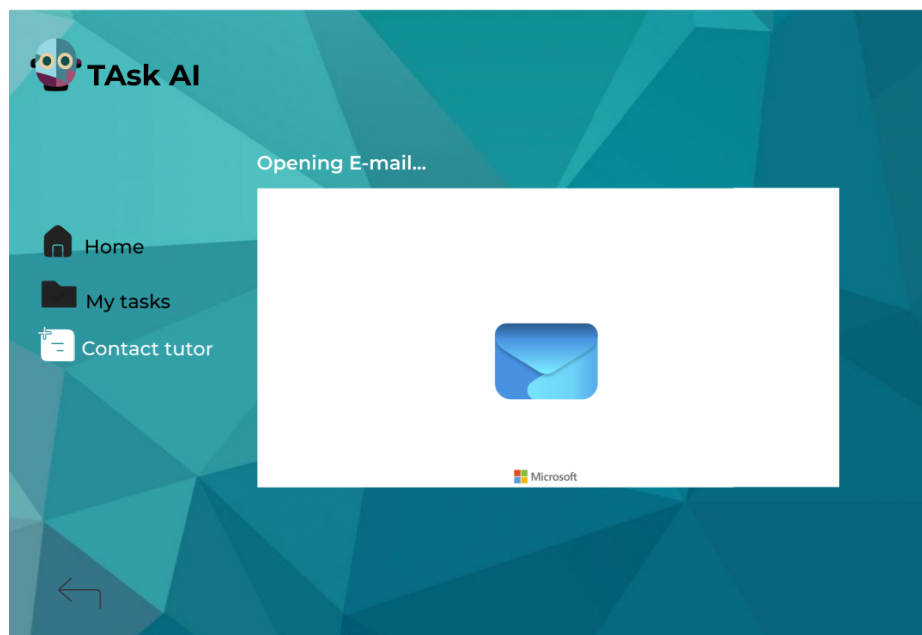 TAsk AI
Opening E-mail...
Home
My tasks
Contact tutor
Microsoft